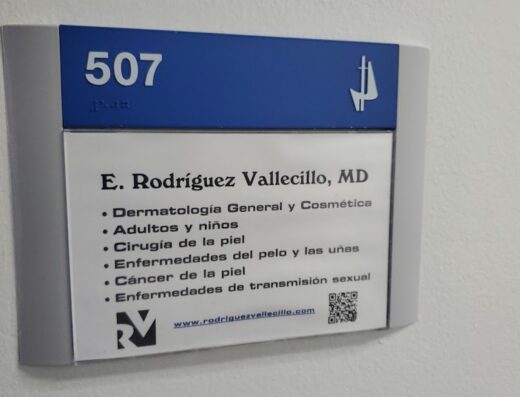 507
E. Rodríguez Vallecillo, MD
• Dermatología General y Cosmética
• Adultos y niños
• Cirugía de la piel
• Enfermedades del pelo y las uñas
• Cáncer de la piel
• Enfermedades de transmisión sexual
RV
www.rodriguezvallecillo.com